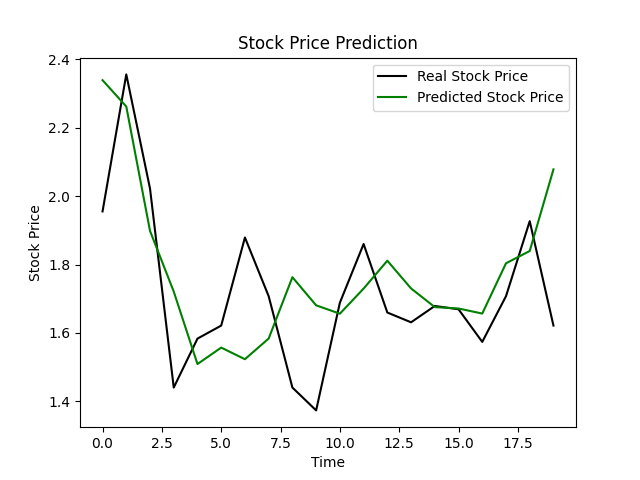 Stock Price Prediction
Real Stock Price
Predicted Stock Price
Stock Price
2.4
2.2
2.0
1.8
1.6
1.4
0.0 2.5 5.0 7.5 10.0 12.5 15.0 17.5
Time